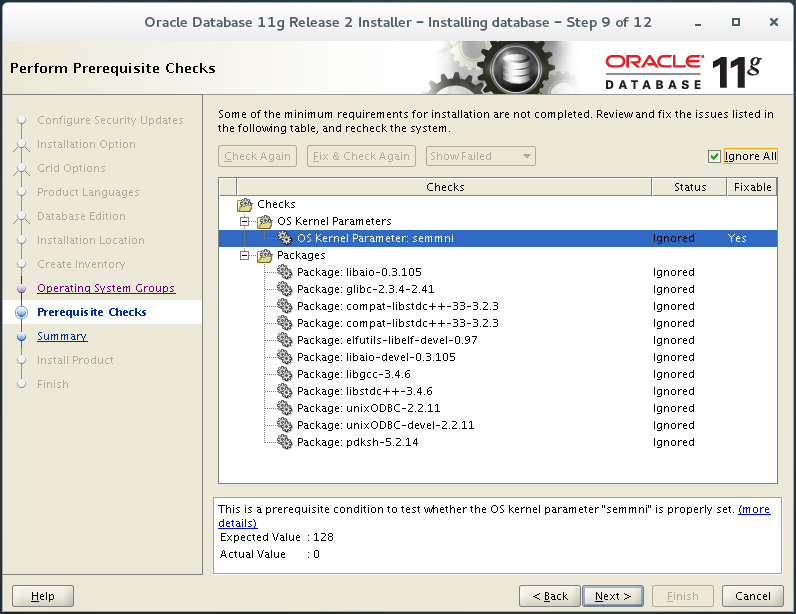 Oracle Database 11g Release 2 Installer - Installing database - Step 9 of 12
Perform Prerequisite Checks
ORACLE
DATABASE
11g
Configure Security Updates
Installation Option
Grid Options
Product Languages
Database Edition
Installation Location
Create Inventory
Operating System Groups
Prerequisite Checks
Summary
Install Product
Finish
Some of the minimum requirements for installation are not completed. Review and fix the issues listed in
the following table, and recheck the system.
Check Again
Fix & Check Again
Show Failed
Ignore All
Checks Status Fixable
Checks
OS Kernel Parameters
OS Kernel Parameter: semmni Ignored Yes
Packages
Package: libaio-0.3.105 Ignored
Package: glibc-2.3.4-2.41 Ignored
Package: compat-libstdc++-33-3.2.3 Ignored
Package: compat-libstdc++-33-3.2.3 Ignored
Package: elfutils-libelf-devel-0.97 Ignored
Package: libaio-devel-0.3.105 Ignored
Package: libgcc-3.4.6 Ignored
Package: libstdc++-3.4.6 Ignored
Package: unixODBC-2.2.11 Ignored
Package: unixODBC-devel-2.2.11 Ignored
Package: pdksh-5.2.14 Ignored
This is a prerequisite condition to test whether the OS kernel parameter "semmni" is properly set. (more
details)
Expected Value : 128
Actual Value : 0
Help
< Back
Next >
Finish
Cancel